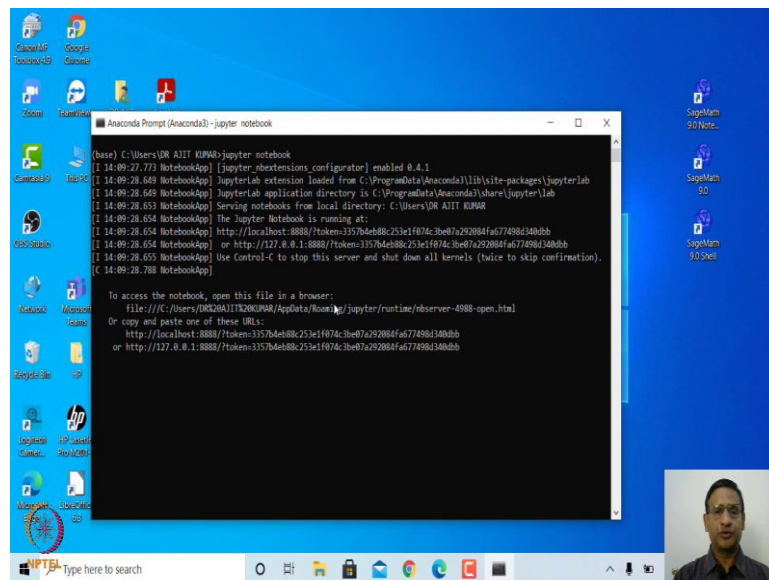 Canon MF
Toolbox 4.9
Google
Chrome
Zoom
TeamViewer
SageMath
9.0 Note...
Anaconda Prompt (Anaconda3) - jupyter notebook
(base) C:\Users\DR AJIT KUMAR>jupyter notebook
[I 14:09:27.773 NotebookApp] [jupyter_nbextensions_configurator] enabled 0.4.1
[I 14:09:28.649 NotebookApp] JupyterLab extension loaded from C:\ProgramData\Anaconda3\lib\site-packages\jupyterlab
[I 14:09:28.649 NotebookApp] JupyterLab application directory is C:\ProgramData\Anaconda3\share\jupyter\lab
[I 14:09:28.653 NotebookApp] Serving notebooks from local directory: C:\Users\DR AJIT KUMAR
[I 14:09:28.654 NotebookApp] The Jupyter Notebook is running at:
[I 14:09:28.654 NotebookApp] http://localhost:8888/?token=3357b4eb88c253e1f074c3be07a292084fa677498d340dbb
[I 14:09:28.654 NotebookApp]  or http://127.0.0.1:8888/?token=3357b4eb88c253e1f074c3be07a292084fa677498d340dbb
[I 14:09:28.655 NotebookApp] Use Control-C to stop this server and shut down all kernels (twice to skip confirmation).
[C 14:09:28.788 NotebookApp]
To access the notebook, open this file in a browser:
file:///C:/Users/DR%20AJIT%20KUMAR/AppData/Roaming/jupyter/runtime/nbserver-4988-open.html
Or copy and paste one of these URLs:
http://localhost:8888/?token=3357b4eb88c253e1f074c3be07a292084fa677498d340dbb
or http://127.0.0.1:8888/?token=3357b4eb88c253e1f074c3be07a292084fa677498d340dbb
Camtasia 9
This PC
SageMath
9.0
OBS Studio
SageMath
9.0 Shell
Network
Microsoft
Teams
Recycle Bin
HP
Logitech
Camer...
HP LaserJe
Pro M201-
Microsoft
Edge
LibreOffic
6.3
NPTEL
Type here to search